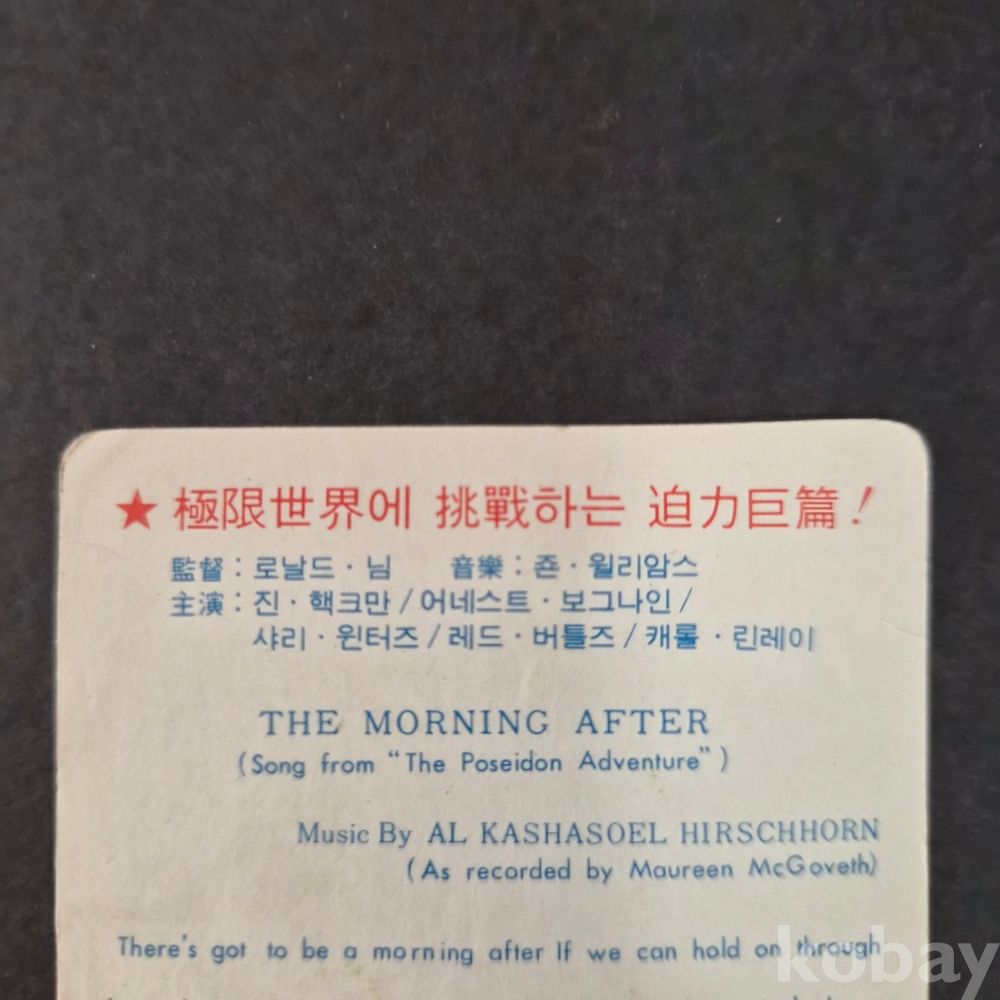 ★ 極限世界에 挑戰하는 迫力巨篇!
監督: 로날드·님 音樂: 죤·윌리암스
主演: 진·핵크만/어네스트·보그나인/
샤리·윈터즈/레드·버틀즈/캐롤·린레이
THE MORNING AFTER
(Song from "The Poseidon Adventure")
Music By AL KASHASOEL HIRSCHHORN
(As recorded by Maureen McGoveth)
There's got to be a morning after If we can hold on through
kobay